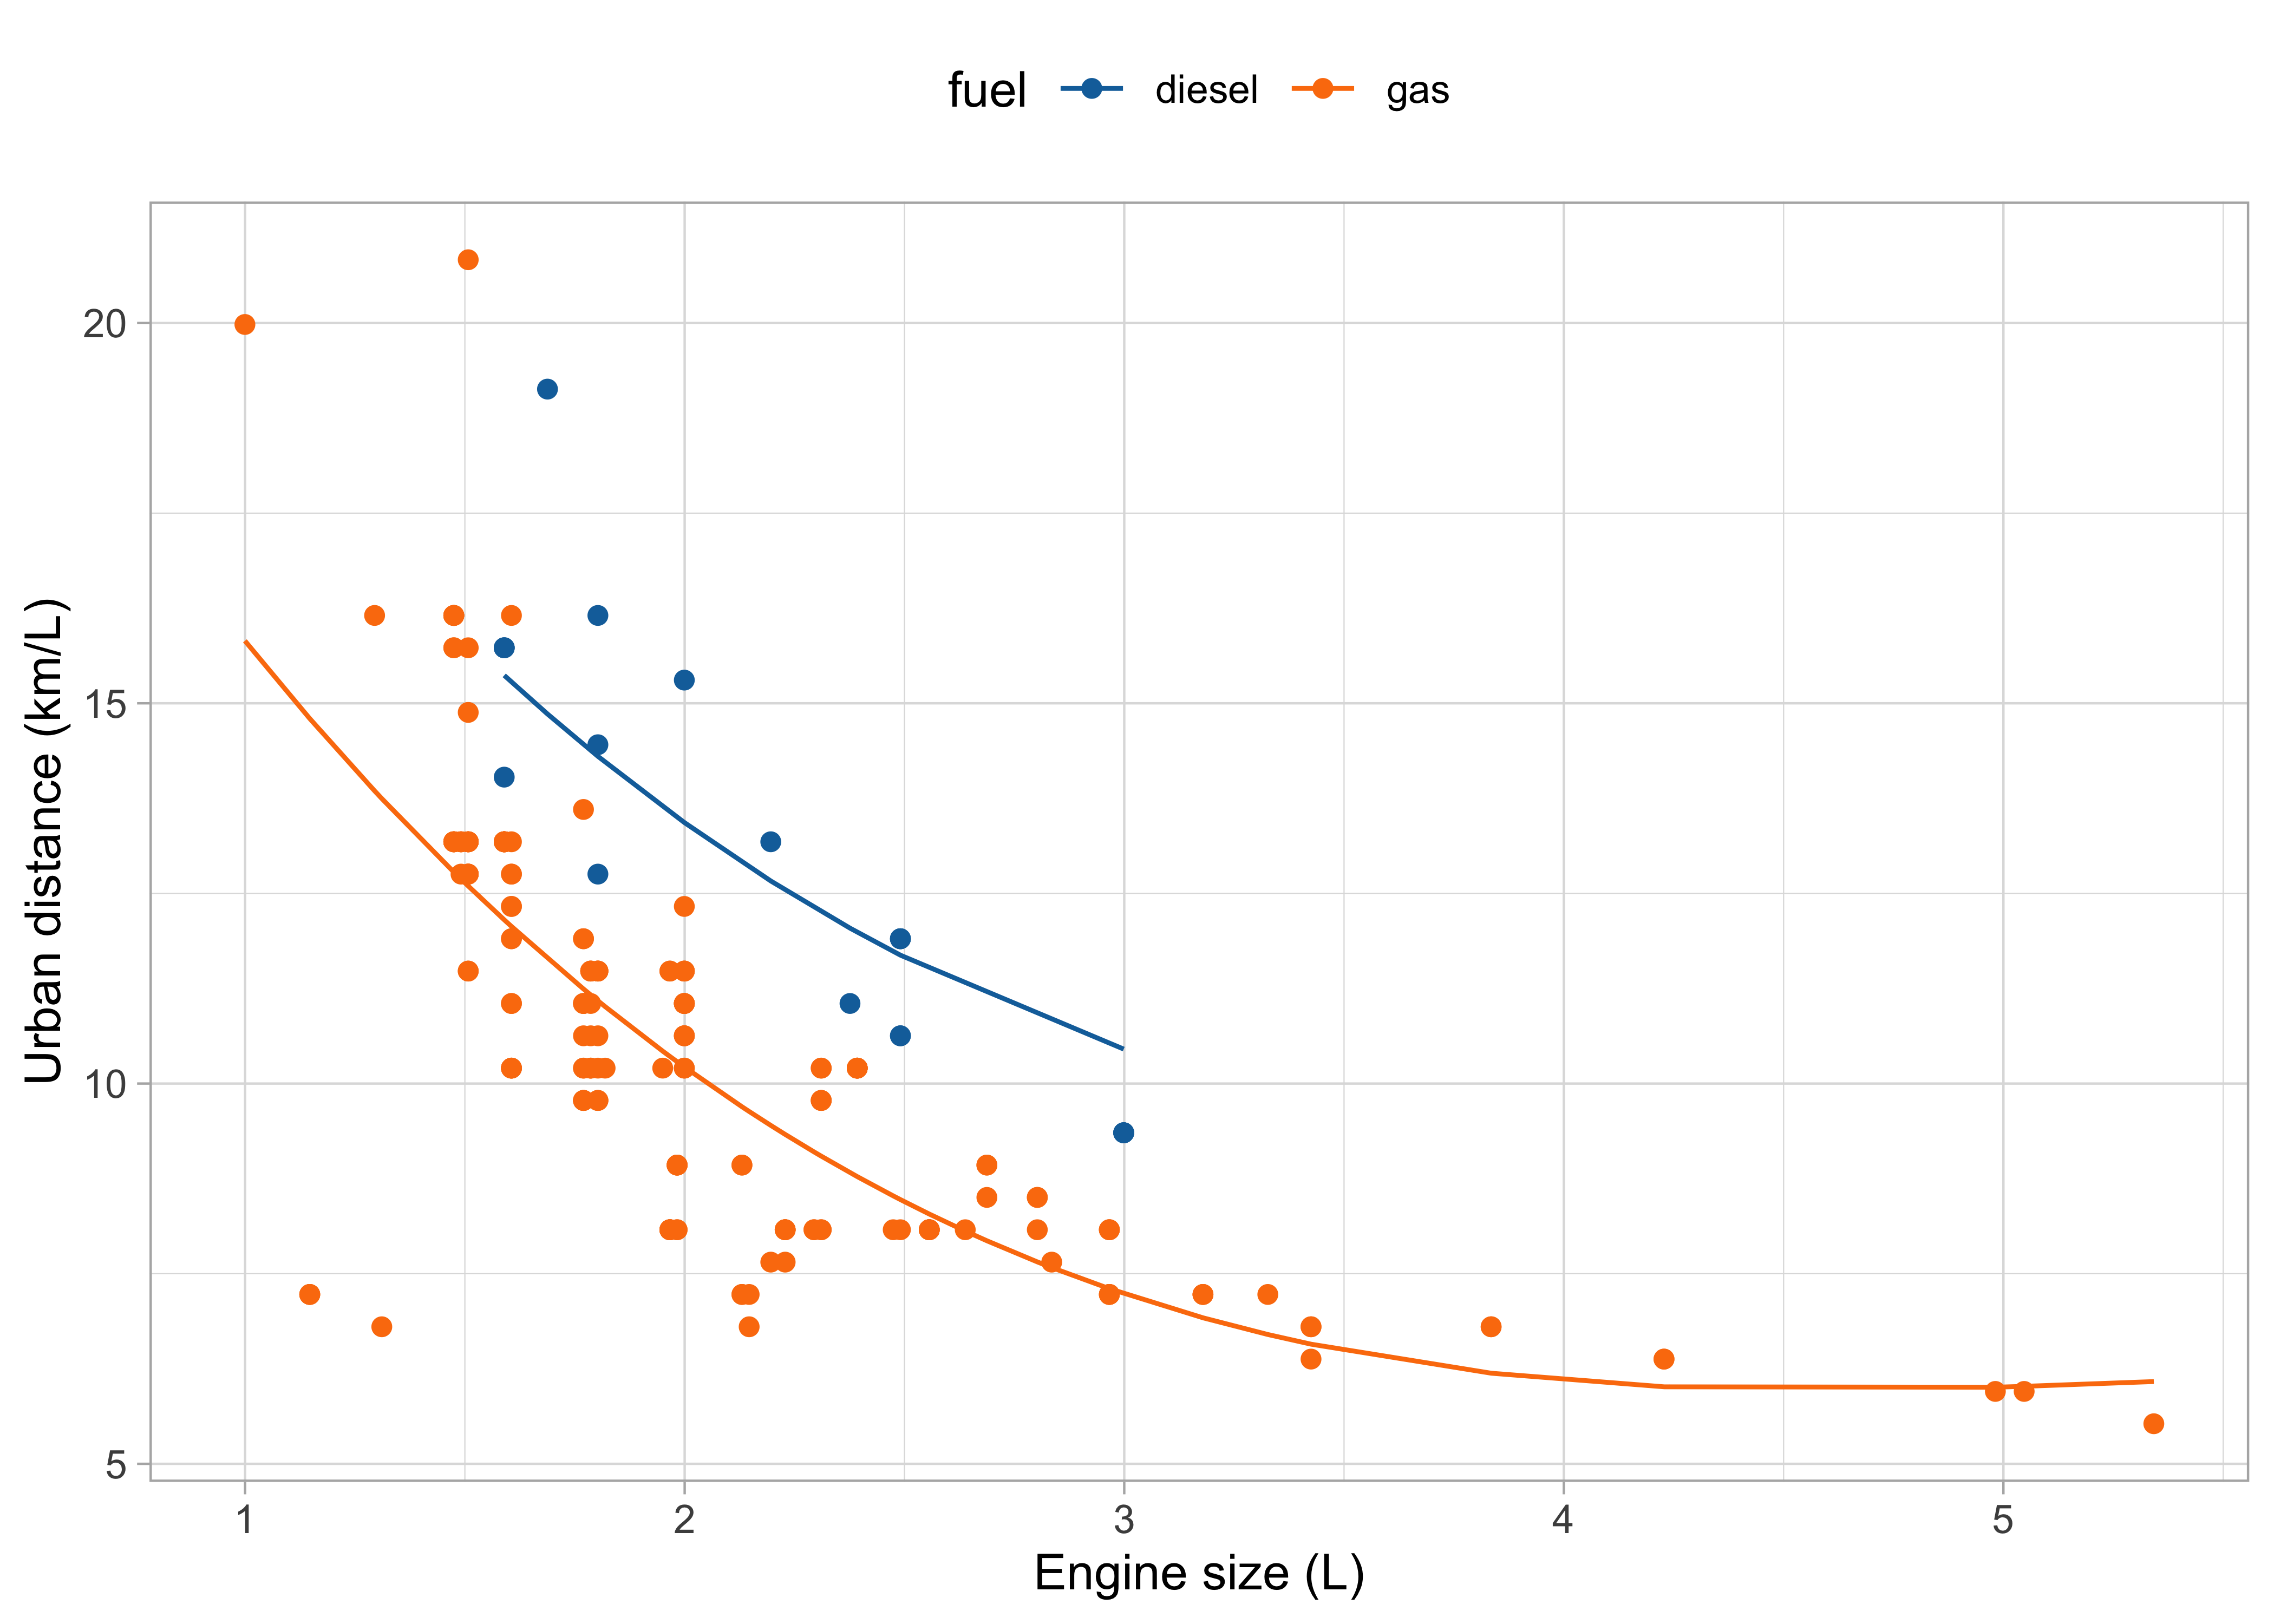 fuel diesel gas
Urban distance (km/L)
20
15
10
5
1 2 3 4 5
Engine size (L)